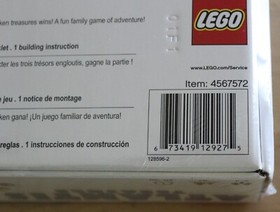 ken treasures wins! A fun family game of adventure!
LEGO
clet . 1 building instruction
der les trois trésors engloutis, gagne la partie !
www.LEGO.com/Service
Item: 4567572
e jeu . 1 notice de montage
ken gana! ¡Un juego familiar de aventura!
reglas . 1 instrucciones de construcción
6 73419 12927 5
128596-2